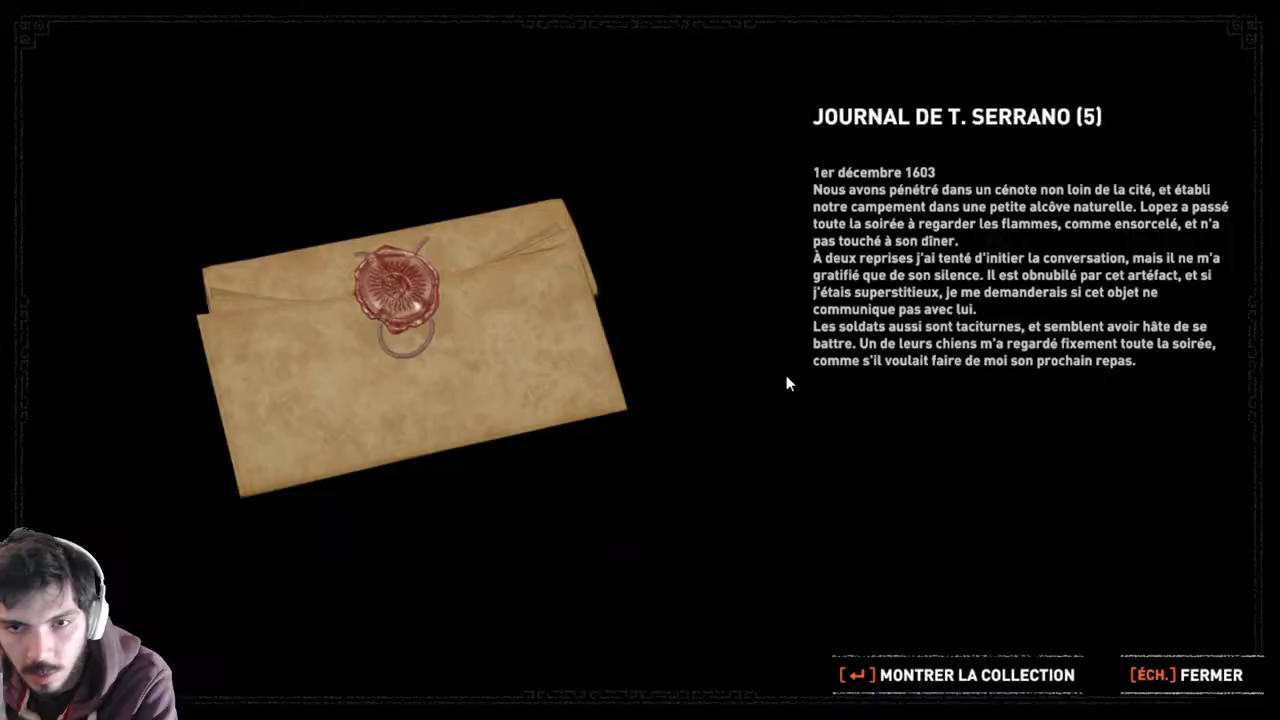 JOURNAL DE T. SERRANO (5)
1er décembre 1603
Nous avons pénétré dans un cénote non loin de la cité, et établi
notre campement dans une petite alcôve naturelle. Lopez a passé
toute la soirée à regarder les flammes, comme ensorcelé, et n'a
pas touché à son dîner.
À deux reprises j'ai tenté d'initier la conversation, mais il ne m'a
gratifié que de son silence. Il est obnubilé par cet artéfact, et si
j'étais superstitieux, je me demanderais si cet objet ne
communique pas avec lui.
Les soldats aussi sont taciturnes, et semblent avoir hâte de se
battre. Un de leurs chiens m'a regardé fixement toute la soirée,
comme s'il voulait faire de moi son prochain repas.
[↵] MONTRER LA COLLECTION [ÉCH.] FERMER